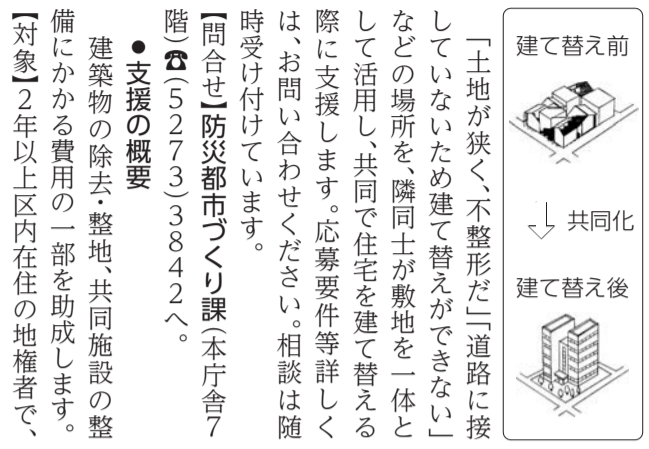 建て替え前
共同化
建て替え後
「土地が狭く、不整形だ」「道路に接
していないため建て替えができない」
などの場所を、隣同士が敷地を一体と
して活用し、共同で住宅を建て替える
際に支援します。応募要件等詳しく
は、お問い合わせください。相談は随
時受け付けています。
【問合せ】防災都市づくり課(本庁舎7
階)☎(5273)3842へ。
●支援の概要
建築物の除去・整地、共同施設の整
備にかかる費用の一部を助成します。
【対象】2年以上区内在住の地権者で、